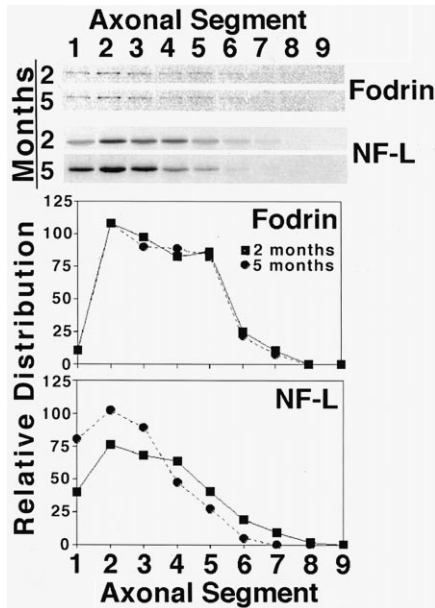 Axonal Segment
1 2 3 4 5 6 7 8 9
Months
2
5
Fodrin
2
5
NF-L
Relative Distribution
125
100
75
50
25
0
Fodrin
2 months
5 months
125
100
75
50
25
0
NF-L
1 2 3 4 5 6 7 8 9
Axonal Segment